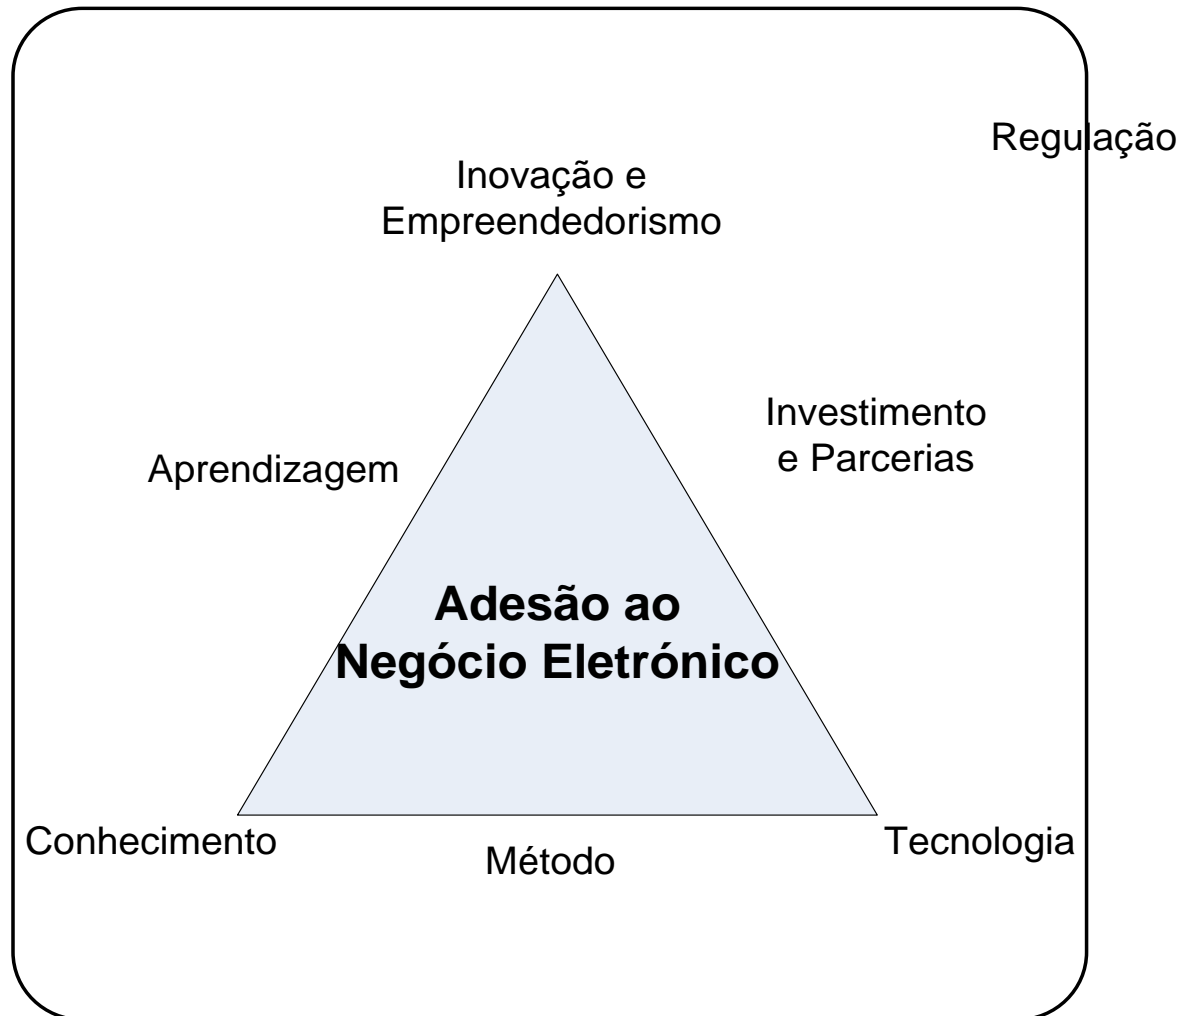 Regulação
Inovação e
Empreendedorismo
Investimento
e Parcerias
Aprendizagem
Adesão ao
Negócio Eletrónico
Conhecimento
Tecnologia
Método